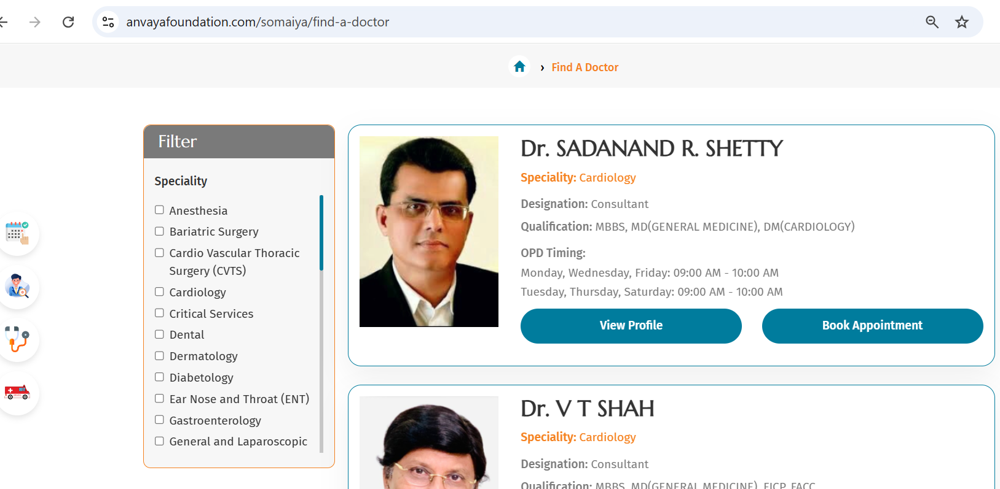 anvayafoundation.com/somaiya/find-a-doctor
› Find A Doctor
Filter
Speciality
Anesthesia
Bariatric Surgery
Cardio Vascular Thoracic
Surgery (CVTS)
Cardiology
Critical Services
Dental
Dermatology
Diabetology
Ear Nose and Throat (ENT)
Gastroenterology
General and Laparoscopic
Dr. SADANAND R. SHETTY
Speciality: Cardiology
Designation: Consultant
Qualification: MBBS, MD(GENERAL MEDICINE), DM(CARDIOLOGY)
OPD Timing:
Monday, Wednesday, Friday: 09:00 AM - 10:00 AM
Tuesday, Thursday, Saturday: 09:00 AM - 10:00 AM
View Profile
Book Appointment
Dr. V T SHAH
Speciality: Cardiology
Designation: Consultant
Qualification: MBBS, MD(GENERAL MEDICINE), FICP, FACC